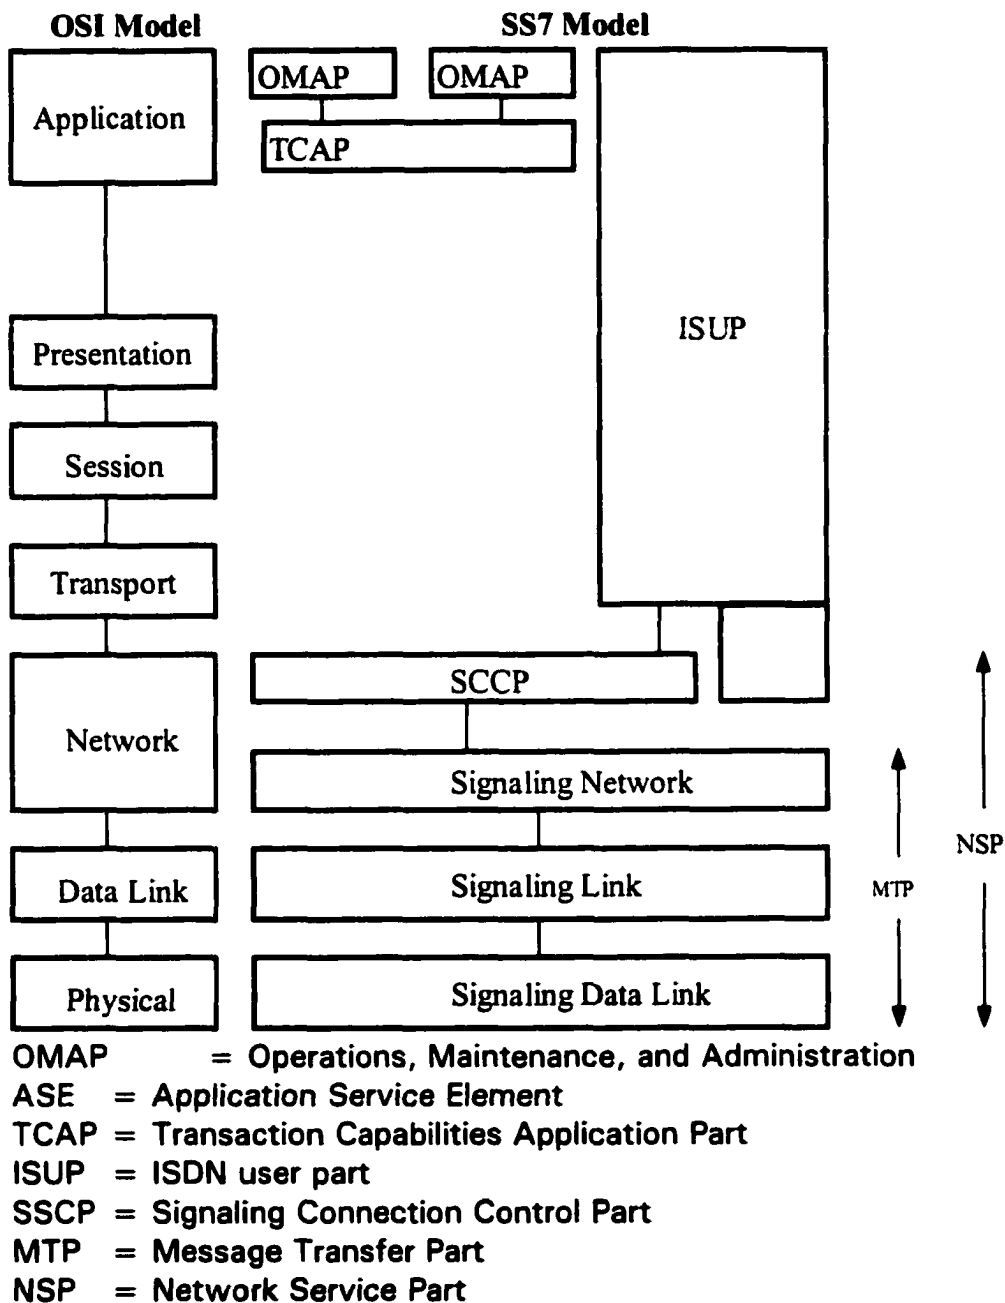 OSI Model
SS7 Model
OMAP
OMAP
Application
TCAP
ISUP
Presentation
Session
Transport
SCCP
Network
Signaling Network
NSP
Data Link
Signaling Link
MTP
Physical
Signaling Data Link
OMAP = Operations, Maintenance, and Administration
ASE = Application Service Element
TCAP = Transaction Capabilities Application Part
ISUP = ISDN user part
SSCP = Signaling Connection Control Part
MTP = Message Transfer Part
NSP = Network Service Part